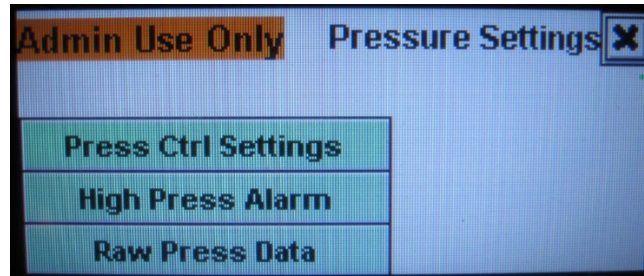 Admin Use Only Pressure Settings
Press Ctrl Settings
High Press Alarm
Raw Press Data